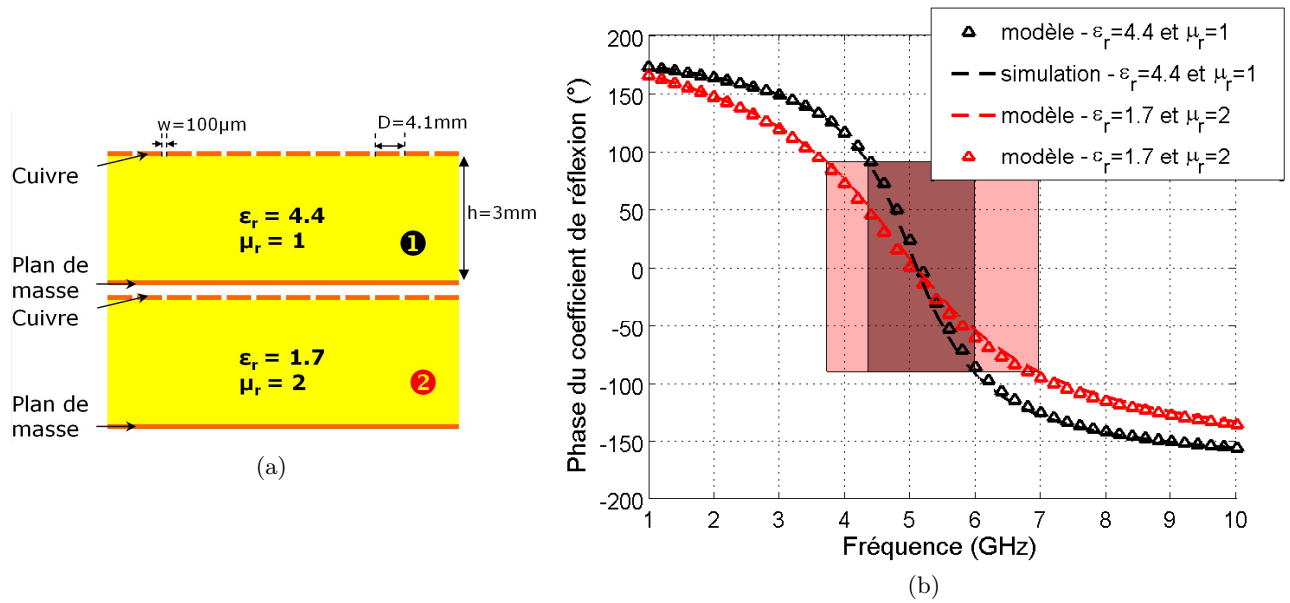 w=100µm
D=4.1mm
Cuivre
εr = 4.4
µr = 1
1
h=3mm
Plan de
masse
Cuivre
εr = 1.7
µr = 2
2
Plan de
masse
(a)
modèle - εr=4.4 et µr=1
simulation - εr=4.4 et µr=1
modèle - εr=1.7 et µr=2
modèle - εr=1.7 et µr=2
Phase du coefficient de réflexion (°)
200
150
100
50
0
-50
-100
-150
-200
1 2 3 4 5 6 7 8 9 10
Fréquence (GHz)
(b)